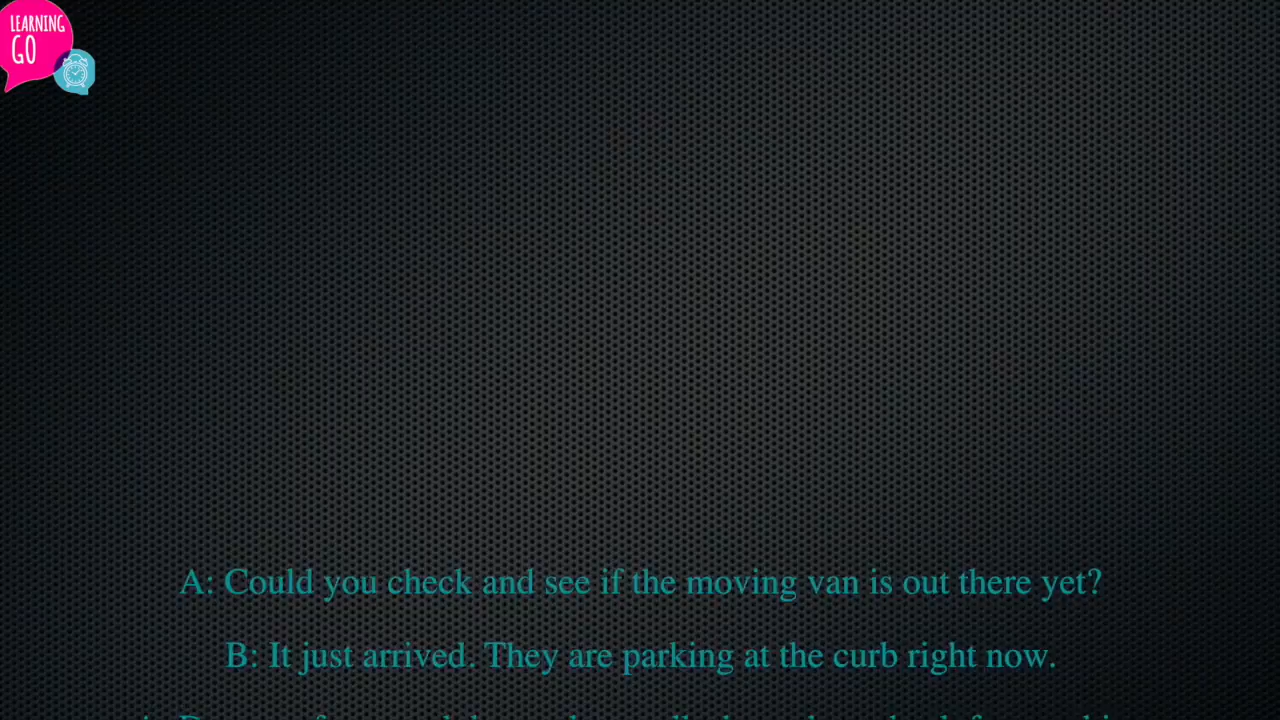 LEARNING
GO
A: Could you check and see if the moving van is out there yet?
B: It just arrived. They are parking at the curb right now.